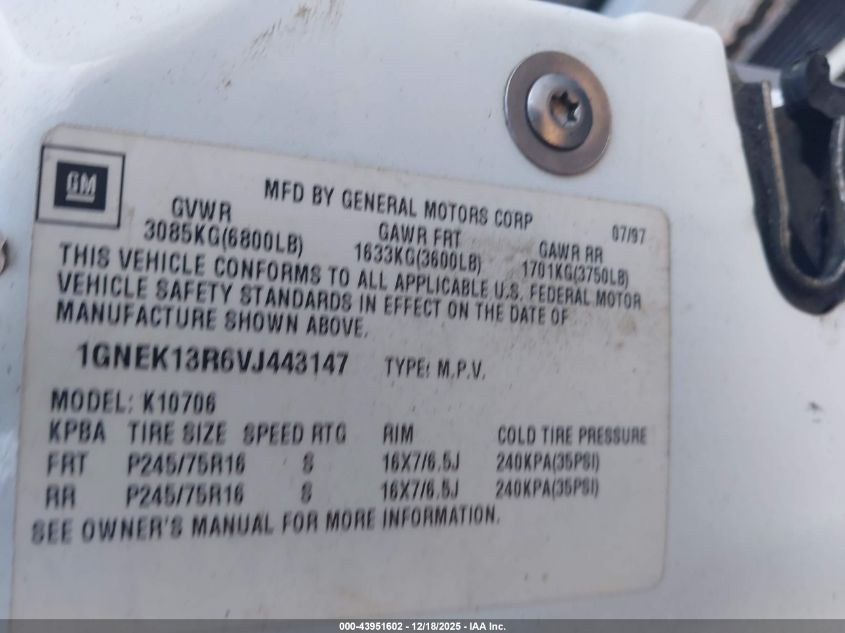 GM
MFD BY GENERAL MOTORS CORP 07/97
GVWR GAWR FRT GAWR RR
3085KG(6800LB) 1633KG(3600LB) 1701KG(3750LB)
THIS VEHICLE CONFORMS TO ALL APPLICABLE U.S. FEDERAL MOTOR
VEHICLE SAFETY STANDARDS IN EFFECT ON THE DATE OF
MANUFACTURE SHOWN ABOVE.
1GNEK13R6VJ443147 TYPE: M.P.V.
MODEL: K10706
KPBA TIRE SIZE SPEED RTG RIM COLD TIRE PRESSURE
FRT P245/75R16 S 16X7/6.5J 240KPA(35PSI)
RR P245/75R16 S 16X7/6.5J 240KPA(35PSI)
SEE OWNER'S MANUAL FOR MORE INFORMATION.
000-43951602 - 12/18/2025 - IAA Inc.